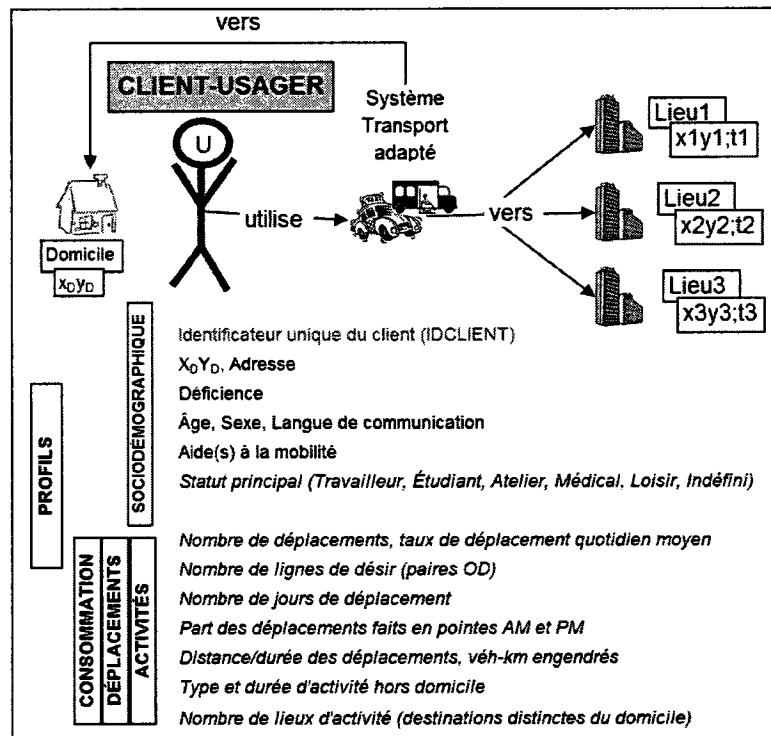 vers
CLIENT-USAGER
Système
Transport
adapté
U
utilise
vers
Lieu1
x1y1;t1
Lieu2
x2y2;t2
Lieu3
x3y3;t3
Domicile
xDyD
PROFILS
SOCIODÉMOGRAPHIQUE
Identificateur unique du client (IDCLIENT)
XDYD, Adresse
Déficience
Âge, Sexe, Langue de communication
Aide(s) à la mobilité
Statut principal (Travailleur, Étudiant, Atelier, Médical, Loisir, Indéfini)
CONSOMMATION
DÉPLACEMENTS
ACTIVITÉS
Nombre de déplacements, taux de déplacement quotidien moyen
Nombre de lignes de désir (paires OD)
Nombre de jours de déplacement
Part des déplacements faits en pointes AM et PM
Distance/durée des déplacements, véh-km engendrés
Type et durée d'activité hors domicile
Nombre de lieux d'activité (destinations distinctes du domicile)